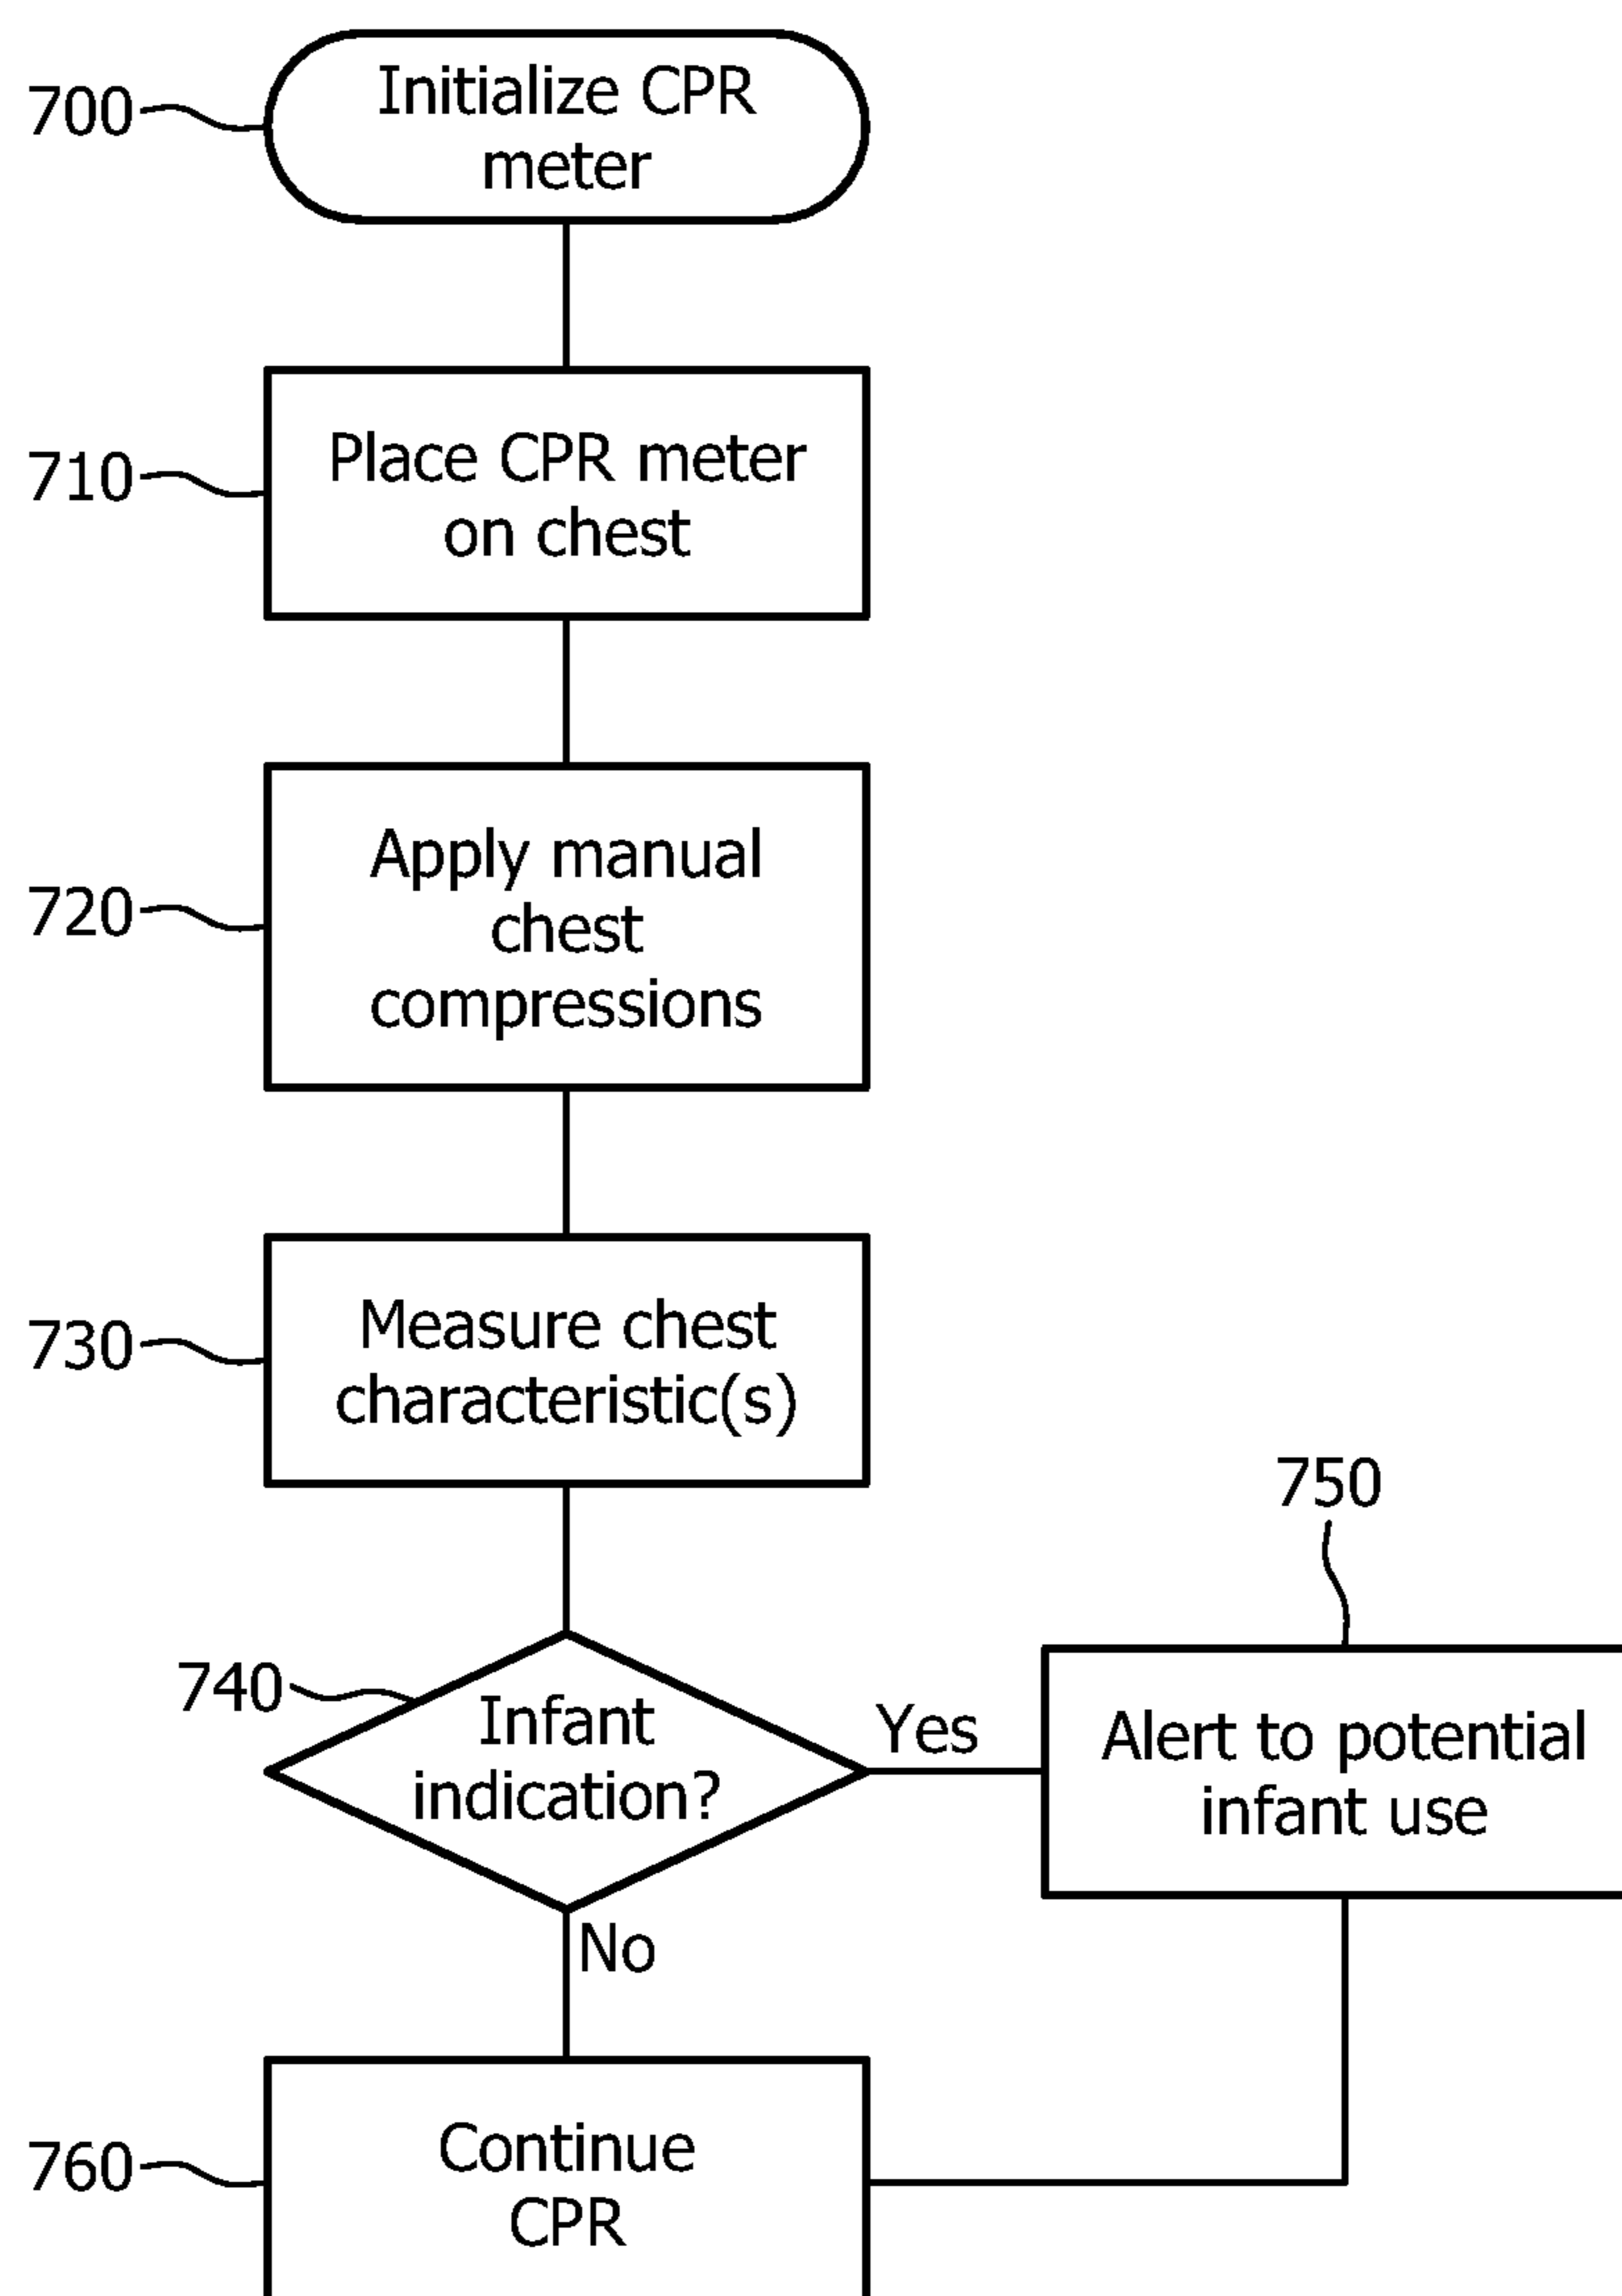 700
Initialize CPR
meter
710
Place CPR meter
on chest
720
Apply manual
chest
compressions
730
Measure chest
characteristic(s)
740
Infant
indication?
Yes
750
Alert to potential
infant use
No
760
Continue
CPR